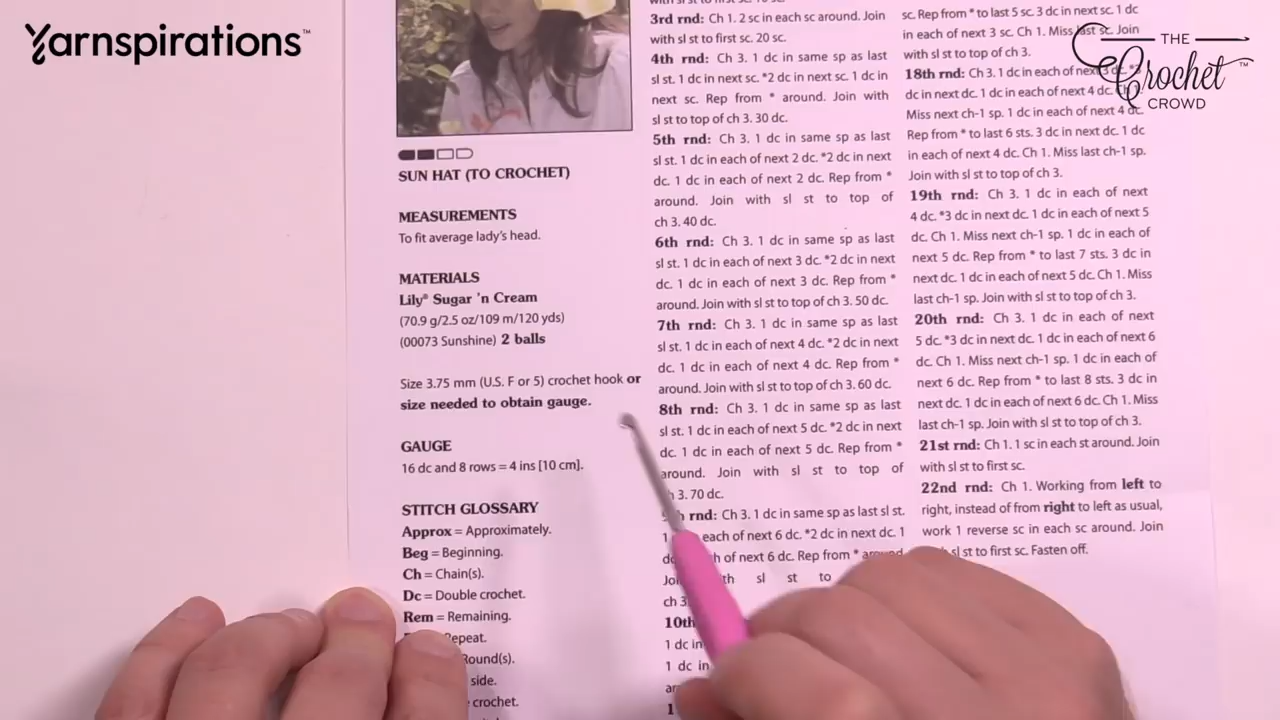 Yarnspirations™
THE
Crochet™
CROWD
SUN HAT (TO CROCHET)
MEASUREMENTS
To fit average lady's head.
MATERIALS
Lily® Sugar 'n Cream
(70.9 g/2.5 oz/109 m/120 yds)
(00073 Sunshine) 2 balls
Size 3.75 mm (U.S. F or 5) crochet hook or
size needed to obtain gauge.
GAUGE
16 dc and 8 rows = 4 ins [10 cm].
STITCH GLOSSARY
Approx = Approximately.
Beg = Beginning.
Ch = Chain(s).
Dc = Double crochet.
Rem = Remaining.
epeat.
Round(s).
side.
crochet.
3rd rnd: Ch 1. 2 sc in each sc around. Join
with sl st to first sc. 20 sc.
4th rnd: Ch 3. 1 dc in same sp as last
sl st. 1 dc in next sc. *2 dc in next sc. 1 dc in
next sc. Rep from * around. Join with
sl st to top of ch 3. 30 dc.
5th rnd: Ch 3. 1 dc in same sp as last
sl st. 1 dc in each of next 2 dc. *2 dc in next
dc. 1 dc in each of next 2 dc. Rep from *
around. Join with sl st to top of
ch 3. 40 dc.
6th rnd: Ch 3. 1 dc in same sp as last
sl st. 1 dc in each of next 3 dc. *2 dc in next
dc. 1 dc in each of next 3 dc. Rep from *
around. Join with sl st to top of ch 3. 50 dc.
7th rnd: Ch 3. 1 dc in same sp as last
sl st. 1 dc in each of next 4 dc. *2 dc in next
dc. 1 dc in each of next 4 dc. Rep from *
around. Join with sl st to top of ch 3. 60 dc.
8th rnd: Ch 3. 1 dc in same sp as last
sl st. 1 dc in each of next 5 dc. *2 dc in next
dc. 1 dc in each of next 5 dc. Rep from *
around. Join with sl st to top of
h 3. 70 dc.
rnd: Ch 3. 1 dc in same sp as last sl st.
1 each of next 6 dc. *2 dc in next dc. 1
dc h of next 6 dc. Rep from * around.
Joi th sl st to
ch 3
10th
1 dc in
1 dc in
ar
1
sc. Rep from * to last 5 sc. 3 dc in next sc. 1 dc
in each of next 3 sc. Ch 1. Miss last sc. Join
with sl st to top of ch 3.
18th rnd: Ch 3. 1 dc in each of next 3 dc. *3
dc in next dc. 1 dc in each of next 4 dc. Ch 1.
Miss next ch-1 sp. 1 dc in each of next 4 dc.
Rep from * to last 6 sts. 3 dc in next dc. 1 dc
in each of next 4 dc. Ch 1. Miss last ch-1 sp.
Join with sl st to top of ch 3.
19th rnd: Ch 3. 1 dc in each of next
4 dc. *3 dc in next dc. 1 dc in each of next 5
dc. Ch 1. Miss next ch-1 sp. 1 dc in each of
next 5 dc. Rep from * to last 7 sts. 3 dc in
next dc. 1 dc in each of next 5 dc. Ch 1. Miss
last ch-1 sp. Join with sl st to top of ch 3.
20th rnd: Ch 3. 1 dc in each of next
5 dc. *3 dc in next dc. 1 dc in each of next 6
dc. Ch 1. Miss next ch-1 sp. 1 dc in each of
next 6 dc. Rep from * to last 8 sts. 3 dc in
next dc. 1 dc in each of next 6 dc. Ch 1. Miss
last ch-1 sp. Join with sl st to top of ch 3.
21st rnd: Ch 1. 1 sc in each st around. Join
with sl st to first sc.
22nd rnd: Ch 1. Working from left to
right, instead of from right to left as usual,
work 1 reverse sc in each sc around. Join
sl st to first sc. Fasten off.